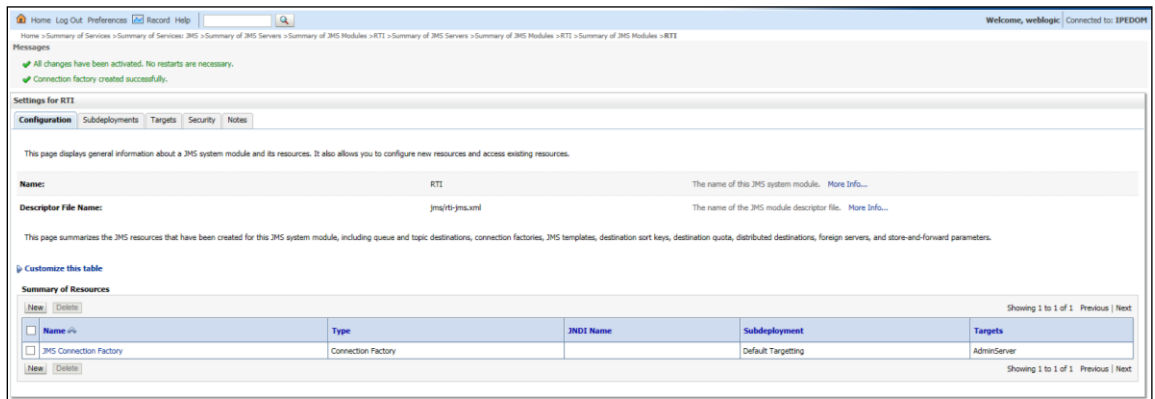 Home Log Out Preferences Record Help Welcome, weblogic Connected to: IPEDOM
Home >Summary of Services >Summary of Services: JMS >Summary of JMS Servers >Summary of JMS Modules >RTI >Summary of JMS Servers >Summary of JMS Modules >RTI >Summary of JMS Modules >RTI
Messages
All changes have been activated. No restarts are necessary.
Connection factory created successfully.
Settings for RTI
Configuration Subdeployments Targets Security Notes
This page displays general information about a JMS system module and its resources. It also allows you to configure new resources and access existing resources.
Name: RTI The name of this JMS system module. More Info...
Descriptor File Name: jms/rti-jms.xml The name of the JMS module descriptor file. More Info...
This page summarizes the JMS resources that have been created for this JMS system module, including queue and topic destinations, connection factories, JMS templates, destination sort keys, destination quota, distributed destinations, foreign servers, and store-and-forward parameters.
Customize this table
Summary of Resources
New Delete Showing 1 to 1 of 1 Previous | Next
Name Type JNDI Name Subdeployment Targets
JMS Connection Factory Connection Factory Default Targetting AdminServer
New Delete Showing 1 to 1 of 1 Previous | Next